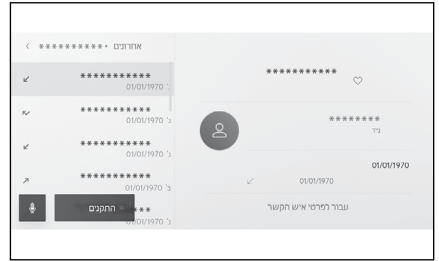 אחרונים • **********
***********
01/01/1970
**********
נ' 01/01/1970
**********
נ' 01/01/1970
**********
נ' 01/01/1970
התקנים
**
נ' 01/01/1970
***********
********
נייד
01/01/1970
01/01/1970
עבור לפרטי איש הקשר